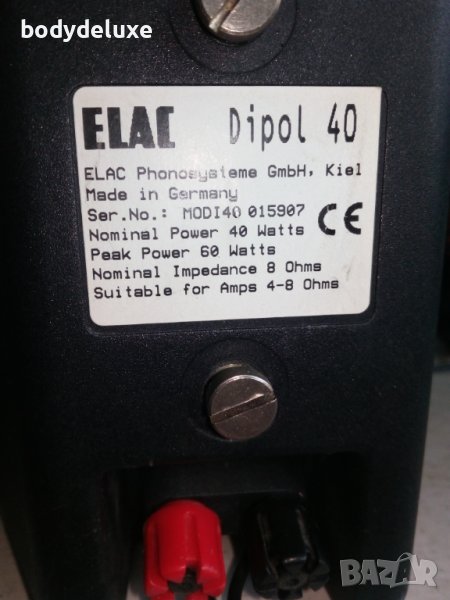 bodydeluxe
ELAC Dipol 40
ELAC Phonosysteme GmbH, Kiel
Made in Germany
Ser.No.: MODI40 015907
CE
Nominal Power 40 Watts
Peak Power 60 Watts
Nominal Impedance 8 Ohms
Suitable for Amps 4-8 Ohms
BAZAR